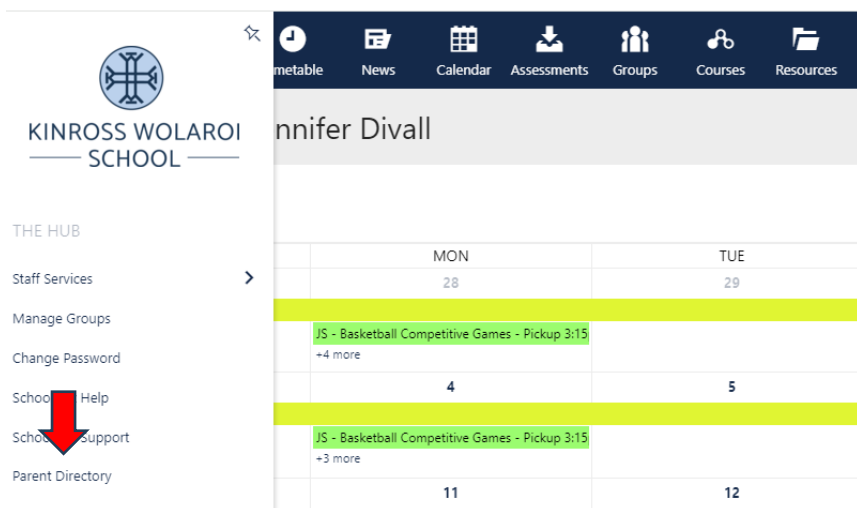 KINROSS WOLAROI
SCHOOL
THE HUB
Staff Services
Manage Groups
Change Password
Schoo Help
Schoo Support
Parent Directory
metable News Calendar Assessments Groups Courses Resources
nnifer Divall
MON TUE
28 29
JS - Basketball Competitive Games - Pickup 3:15
+4 more
4 5
JS - Basketball Competitive Games - Pickup 3:15
+3 more
11 12